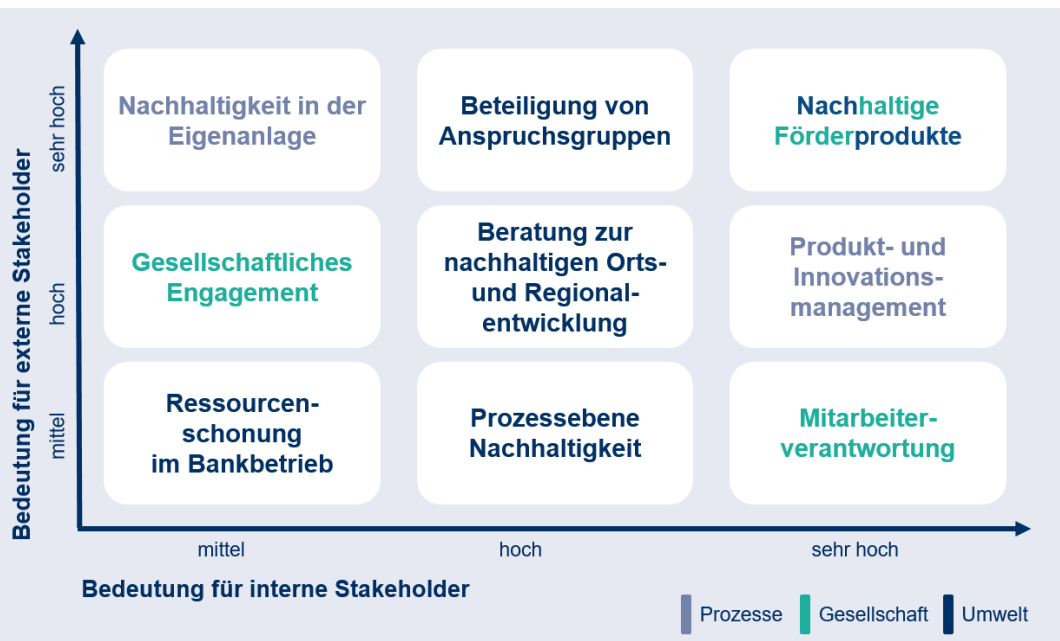 Bedeutung für externe Stakeholder
sehr hoch
hoch
mittel
Nachhaltigkeit in der
Eigenanlage
Beteiligung von
Anspruchsgruppen
Nachhaltige
Förderprodukte
Gesellschaftliches
Engagement
Beratung zur
nachhaltigen Orts-
und Regional-
entwicklung
Produkt- und
Innovations-
management
Ressourcen-
schonung
im Bankbetrieb
Prozessebene
Nachhaltigkeit
Mitarbeiter-
verantwortung
mittel
hoch
sehr hoch
Bedeutung für interne Stakeholder
Prozesse
Gesellschaft
Umwelt